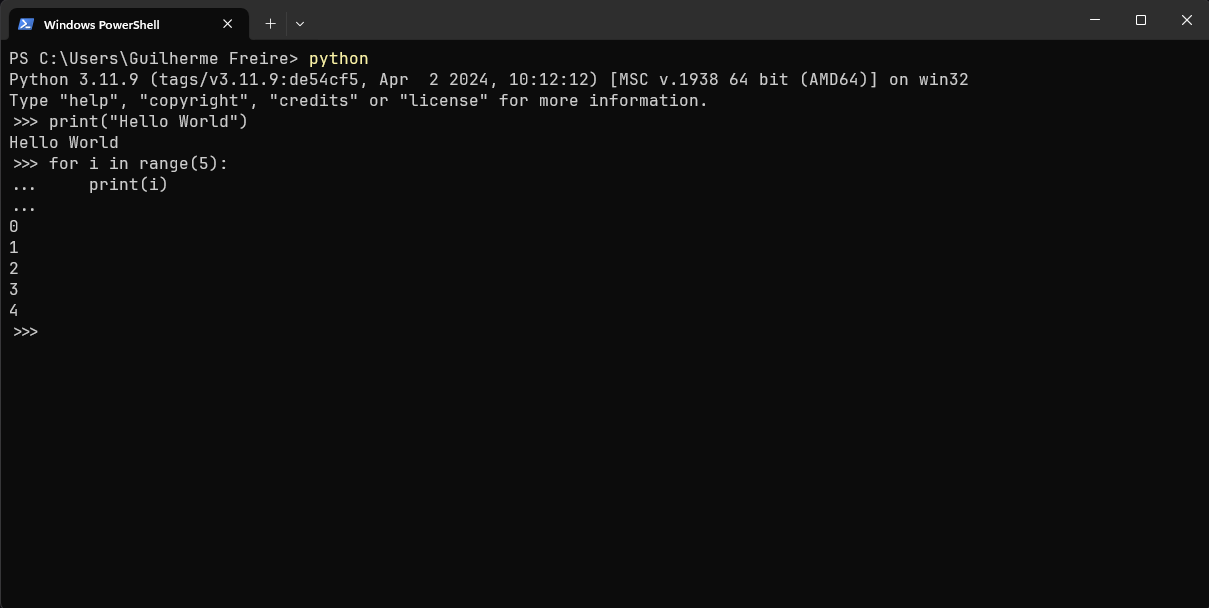 Windows PowerShell
PS C:\Users\Guilherme Freire> python
Python 3.11.9 (tags/v3.11.9:de54cf5, Apr  2 2024, 10:12:12) [MSC v.1938 64 bit (AMD64)] on win32
Type "help", "copyright", "credits" or "license" for more information.
>>> print("Hello World")
Hello World
>>> for i in range(5):
...     print(i)
...
0
1
2
3
4
>>>